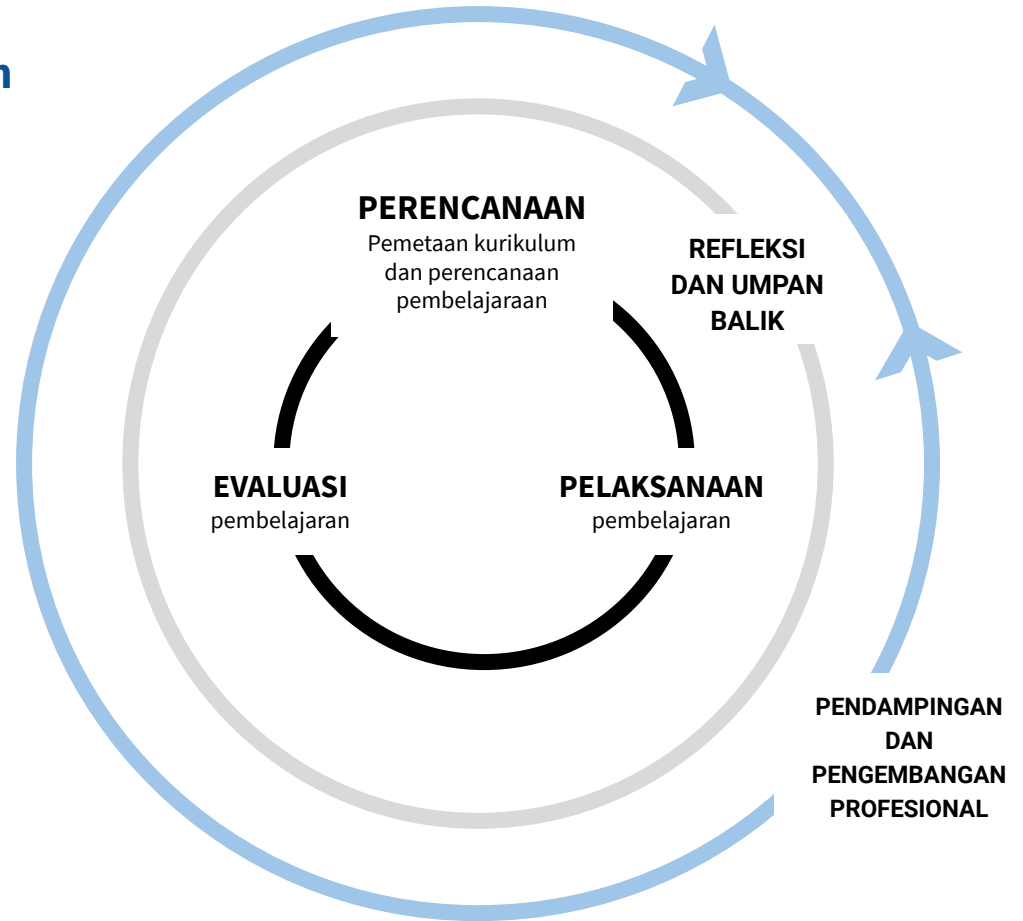 PERENCANAAN
Pemetaan kurikulum
dan perencanaan
pembelajaraan
REFLEKSI
DAN UMPAN
BALIK
EVALUASI
pembelajaran
PELAKSANAAN
pembelajaran
PENDAMPINGAN
DAN
PENGEMBANGAN
PROFESIONAL